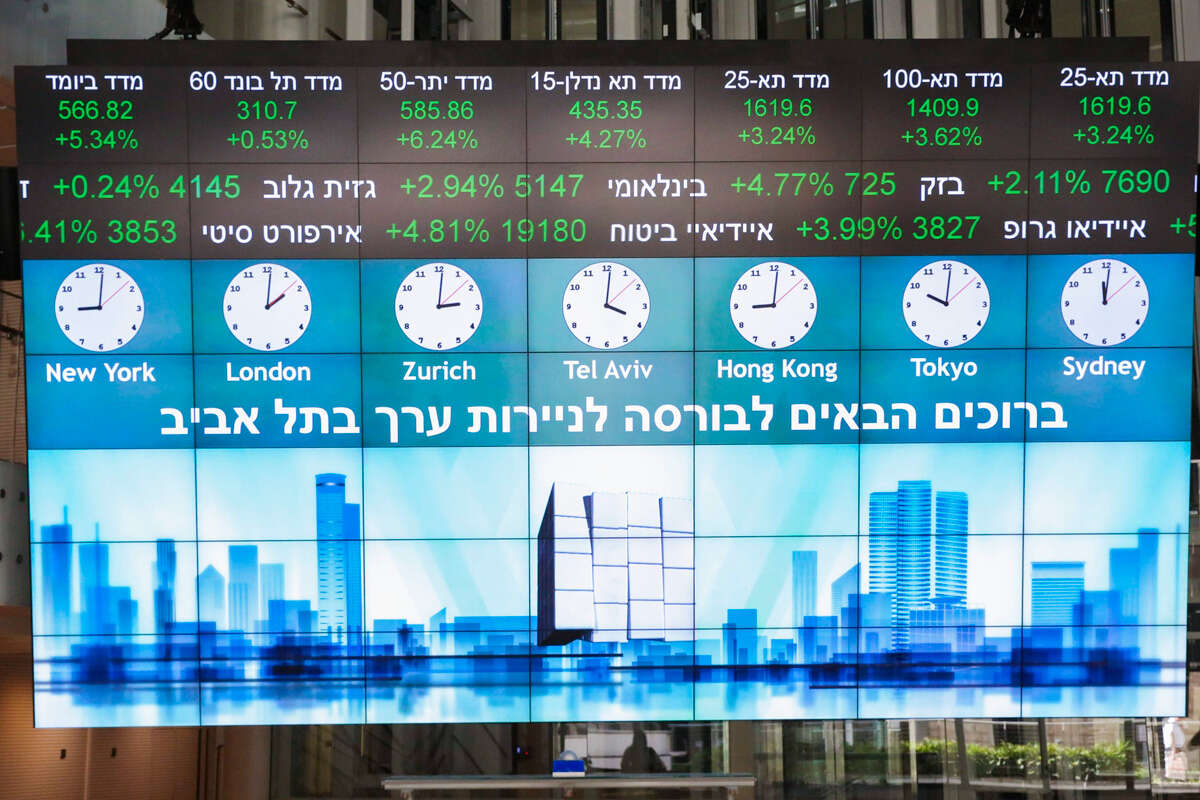 מדד תא-25
1619.6
+3.24%
מדד תא-100
1409.9
+3.62%
מדד תא-25
1619.6
+3.24%
מדד תא נדלן-15
435.35
+4.27%
מדד יתר-50
585.86
+6.24%
מדד תל בונד 60
310.7
+0.53%
מדד ביומד
566.82
+5.34%
7690 +2.11% בזק 725 +4.77% בינלאומי 5147 +2.94% גזית גלוב 4145 +0.24%
איידיאו גרופ 3827 +3.99% איידיאיי ביטוח 19180 +4.81% אירפורט סיטי 3853
New York London Zurich Tel Aviv Hong Kong Tokyo Sydney
ברוכים הבאים לבורסה לניירות ערך בתל אביב